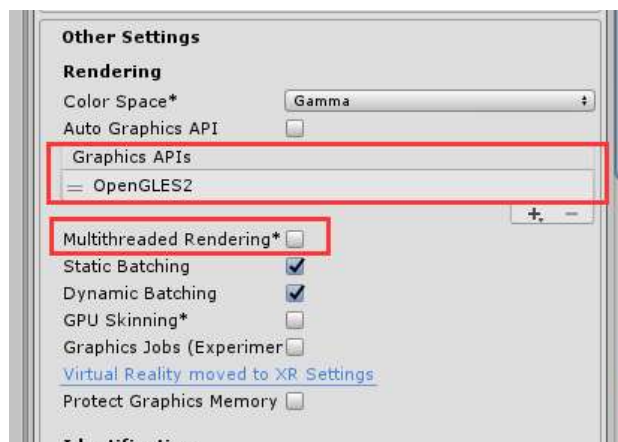 Other Settings
Rendering
Color Space* Gamma
Auto Graphics API
Graphics APIs
= OpenGLES2
+ −
Multithreaded Rendering*
Static Batching
Dynamic Batching
GPU Skinning*
Graphics Jobs (Experimen
Virtual Reality moved to XR Settings
Protect Graphics Memory